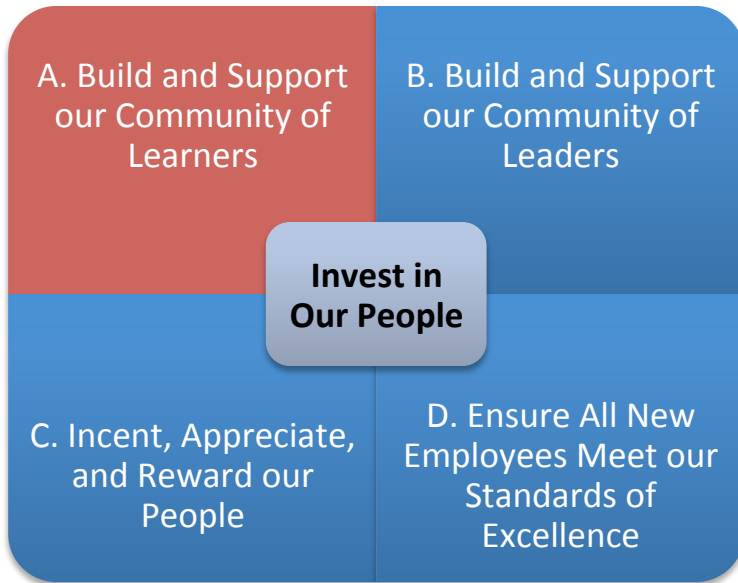 A. Build and Support
our Community of
Learners
B. Build and Support
our Community of
Leaders
Invest in
Our People
C. Incent, Appreciate,
and Reward our
People
D. Ensure All New
Employees Meet our
Standards of
Excellence